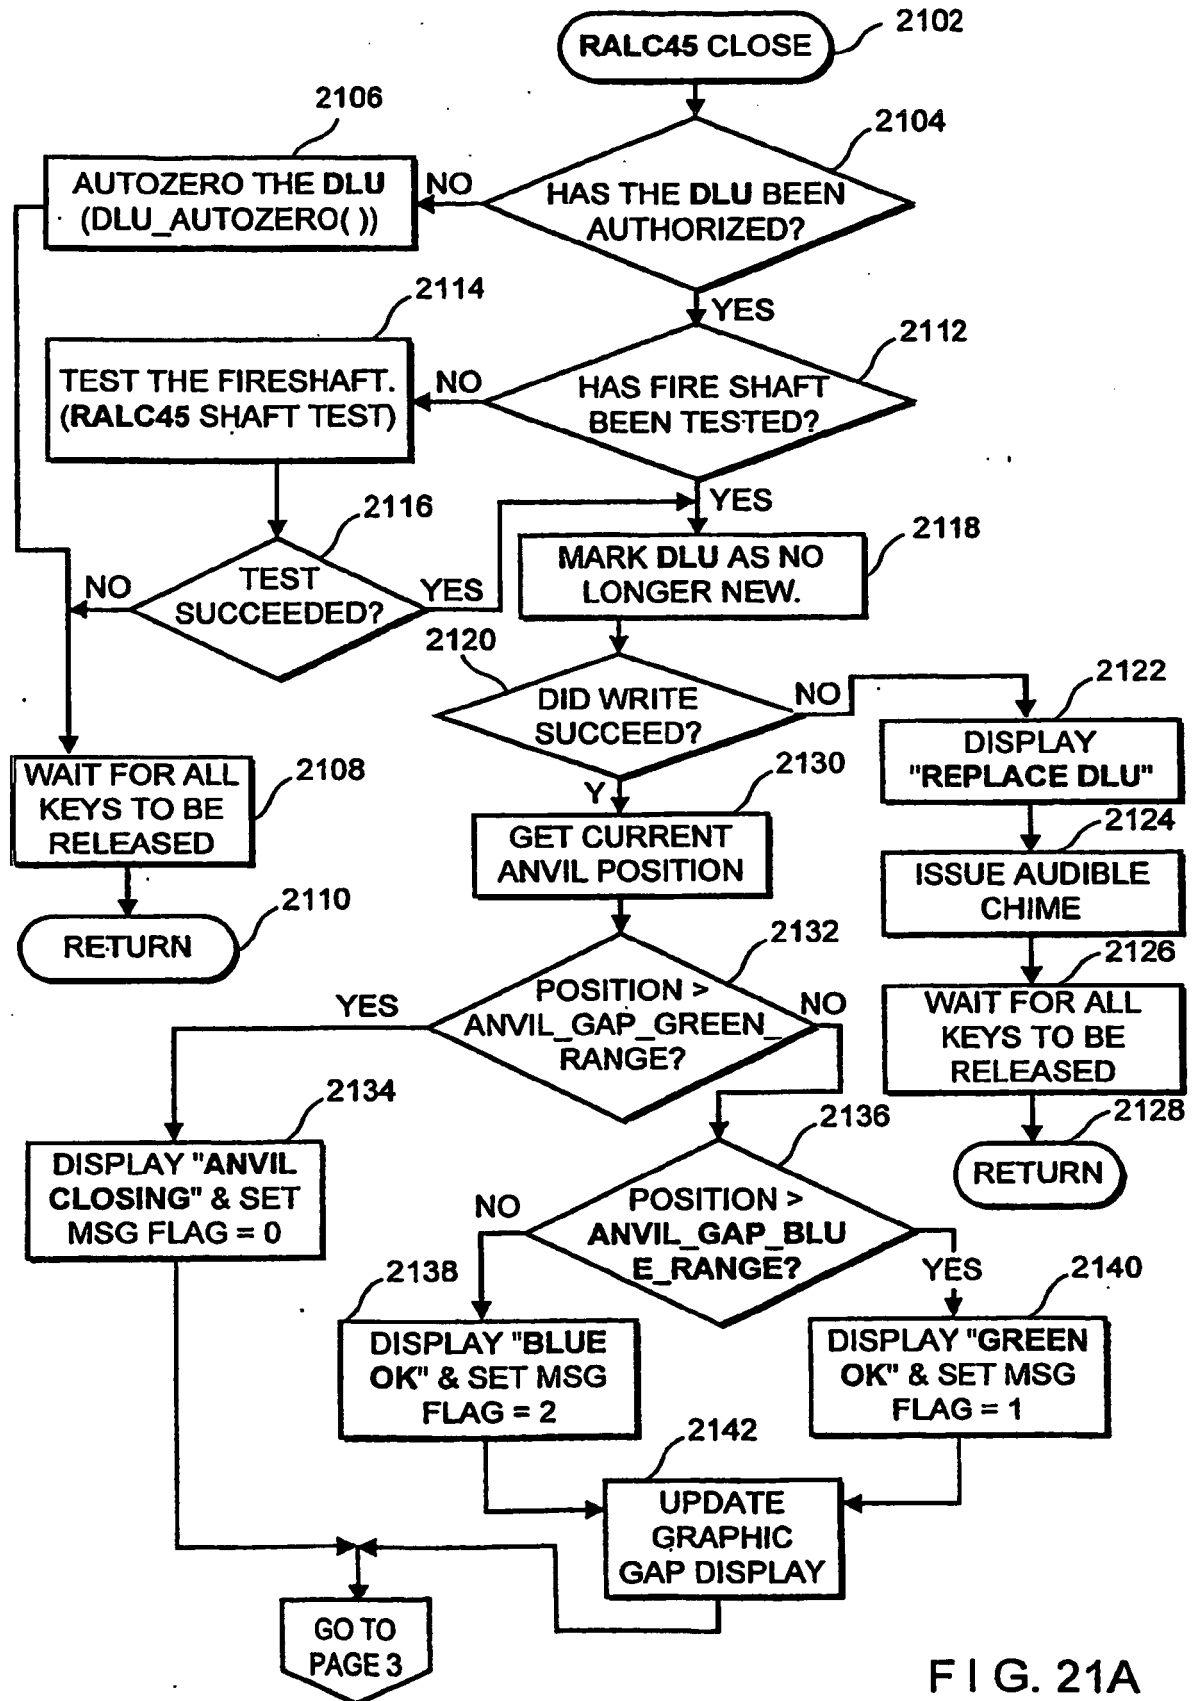 RALC45 CLOSE
2102
2106
2104
AUTOZERO THE DLU
(DLU_AUTOZERO( ))
NO
HAS THE DLU BEEN
AUTHORIZED?
YES
2114
2112
TEST THE FIRESHAFT.
(RALC45 SHAFT TEST)
NO
HAS FIRE SHAFT
BEEN TESTED?
YES
2116
2118
NO
TEST
SUCCEEDED?
YES
MARK DLU AS NO
LONGER NEW.
2120
DID WRITE
SUCCEED?
NO
2122
DISPLAY
"REPLACE DLU"
Y
2130
WAIT FOR ALL
KEYS TO BE
RELEASED
2108
GET CURRENT
ANVIL POSITION
2124
ISSUE AUDIBLE
CHIME
2110
RETURN
2132
2126
YES
POSITION >
ANVIL_GAP_GREEN_
RANGE?
NO
WAIT FOR ALL
KEYS TO BE
RELEASED
2134
2136
2128
RETURN
DISPLAY "ANVIL
CLOSING" & SET
MSG FLAG = 0
NO
POSITION >
ANVIL_GAP_BLU
E_RANGE?
YES
2138
2140
DISPLAY "BLUE
OK" & SET MSG
FLAG = 2
DISPLAY "GREEN
OK" & SET MSG
FLAG = 1
2142
UPDATE
GRAPHIC
GAP DISPLAY
GO TO
PAGE 3
FIG. 21A